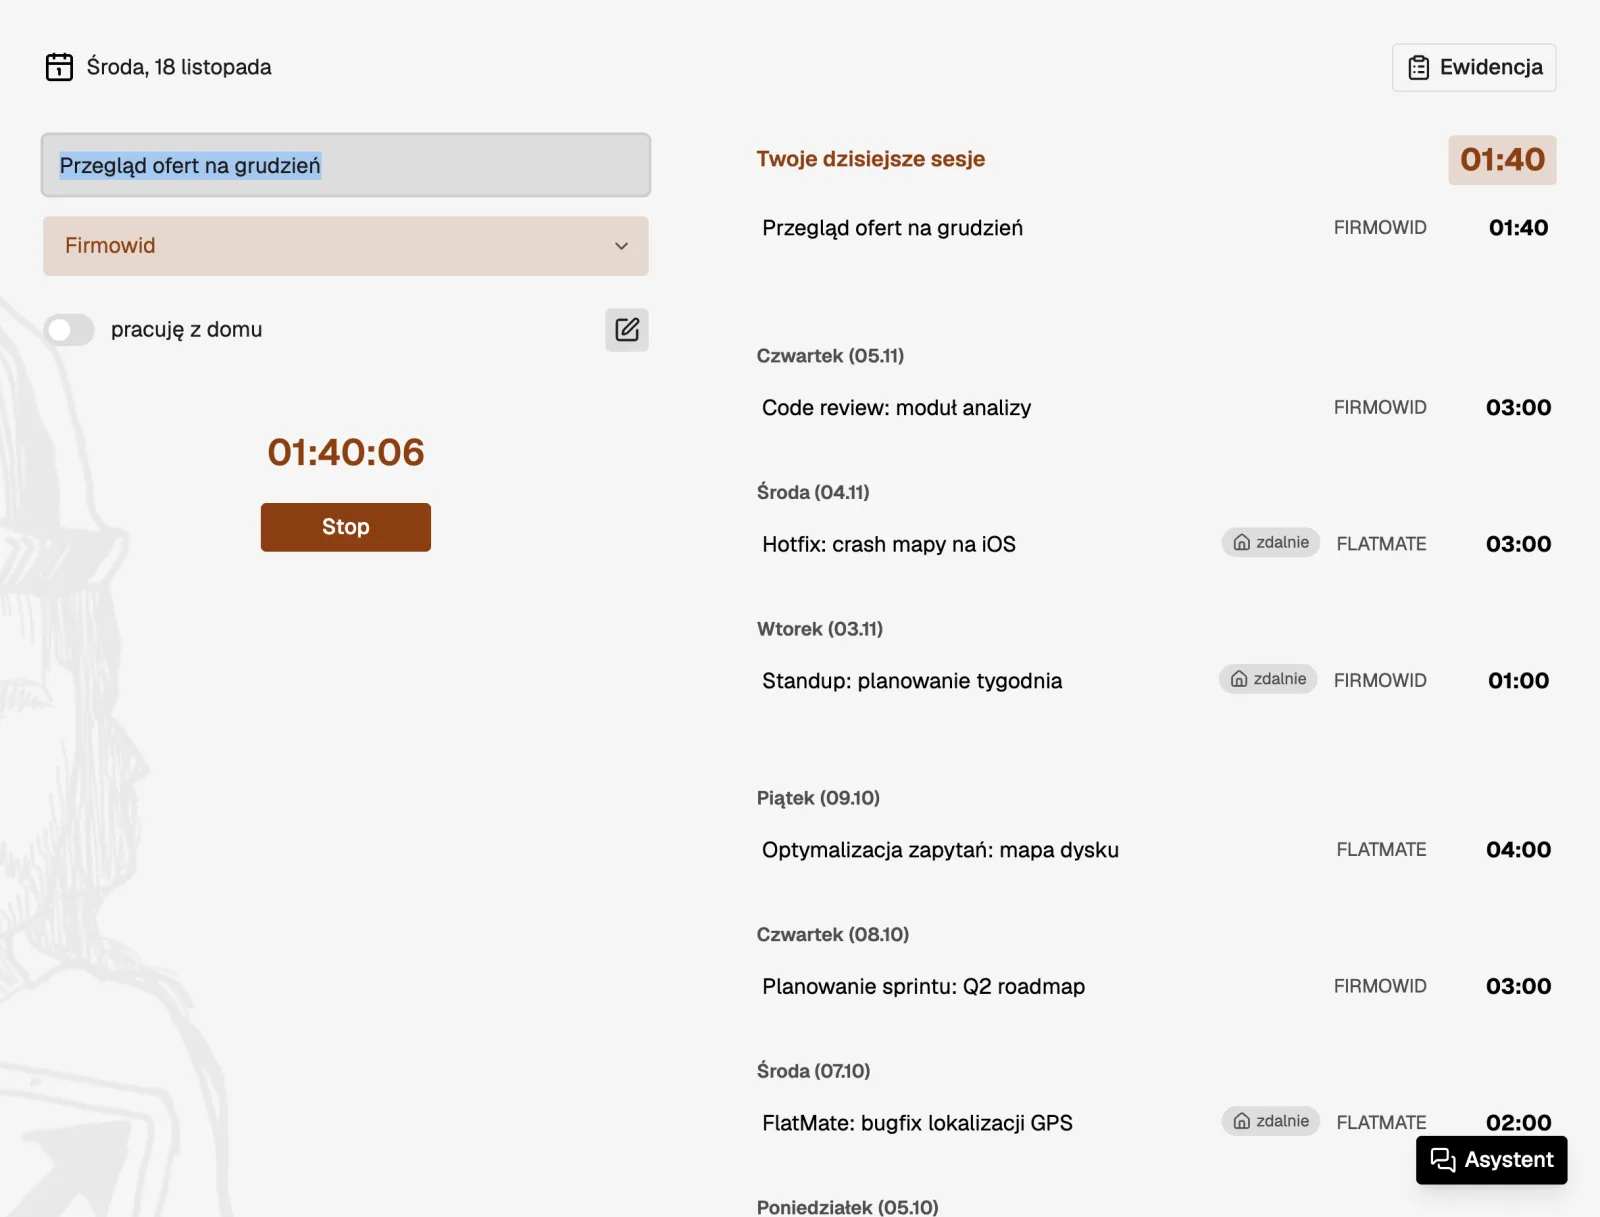 Środa, 18 listopada
Ewidencja
Przegląd ofert na grudzień
Firmowid
pracuję z domu
01:40:06
Stop
Twoje dzisiejsze sesje 01:40
Przegląd ofert na grudzień FIRMOWID 01:40
Czwartek (05.11)
Code review: moduł analizy FIRMOWID 03:00
Środa (04.11)
Hotfix: crash mapy na iOS zdalnie FLATMATE 03:00
Wtorek (03.11)
Standup: planowanie tygodnia zdalnie FIRMOWID 01:00
Piątek (09.10)
Optymalizacja zapytań: mapa dysku FLATMATE 04:00
Czwartek (08.10)
Planowanie sprintu: Q2 roadmap FIRMOWID 03:00
Środa (07.10)
FlatMate: bugfix lokalizacji GPS zdalnie FLATMATE 02:00
Asystent
Poniedziałek (05.10)